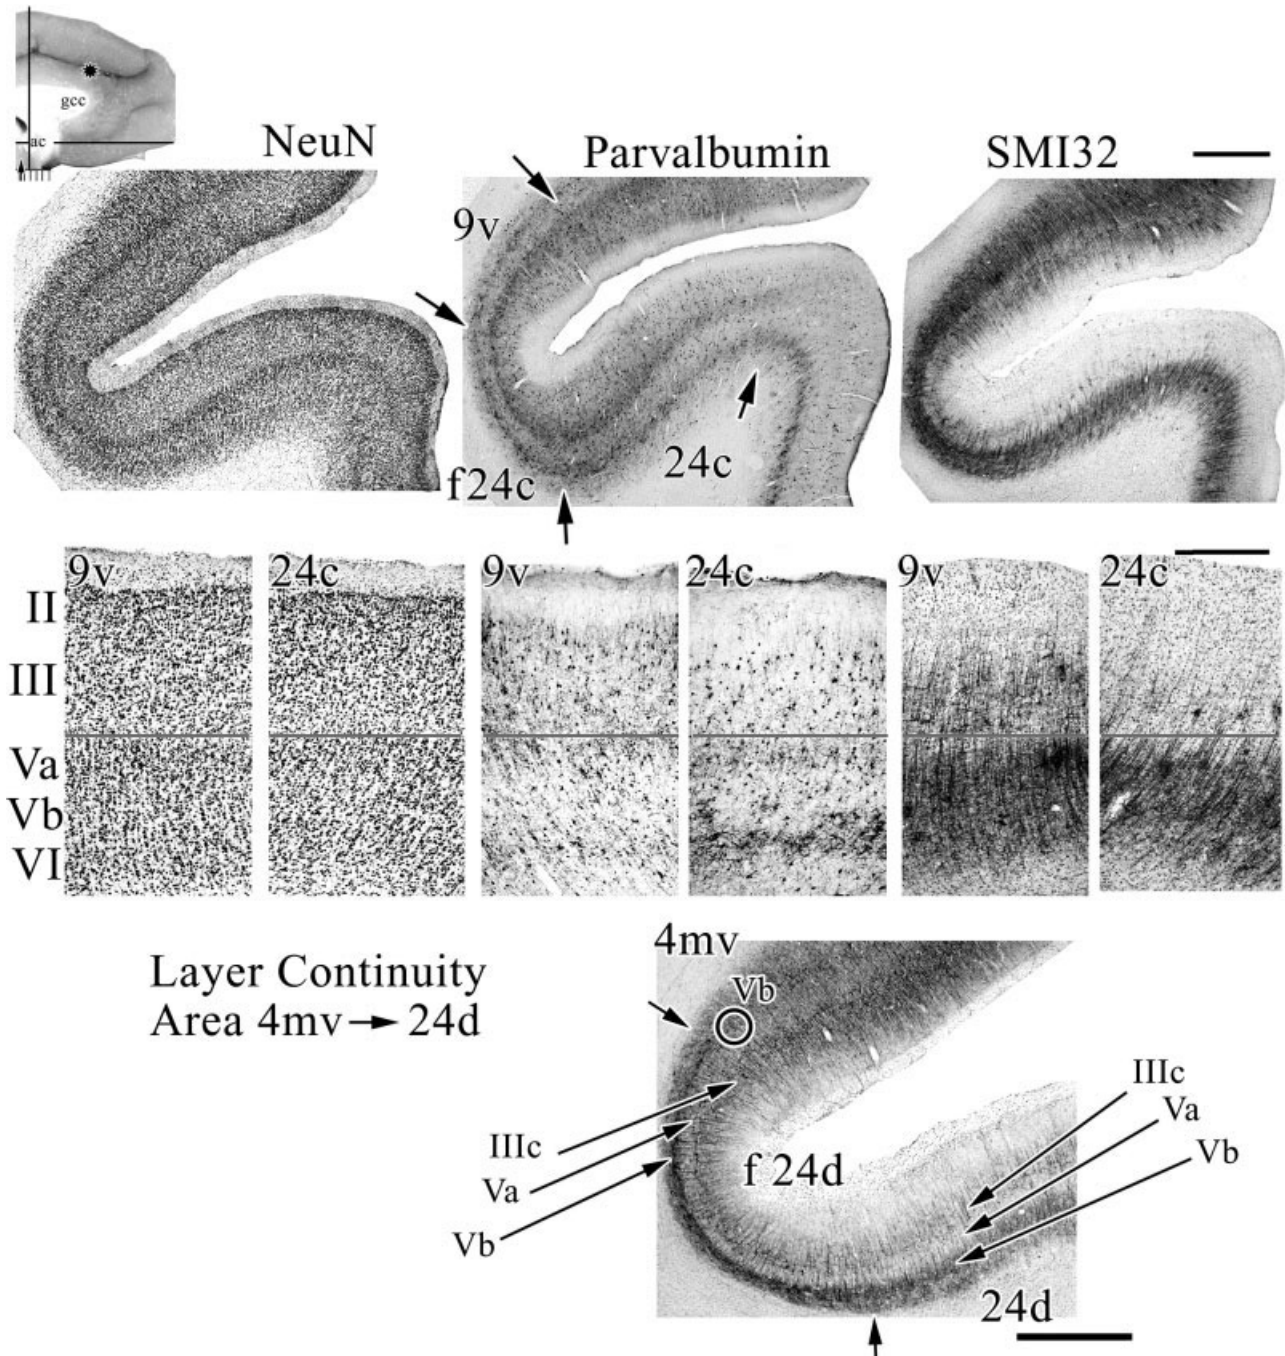 gcc
ac
NeuN
Parvalbumin
SMI32
9v
f24c
24c
9v
24c
9v
24c
9v
24c
II
III
Va
Vb
VI
Layer Continuity
Area 4mv → 24d
4mv
Vb
IIIc
Va
Vb
f 24d
IIIc
Va
Vb
24d